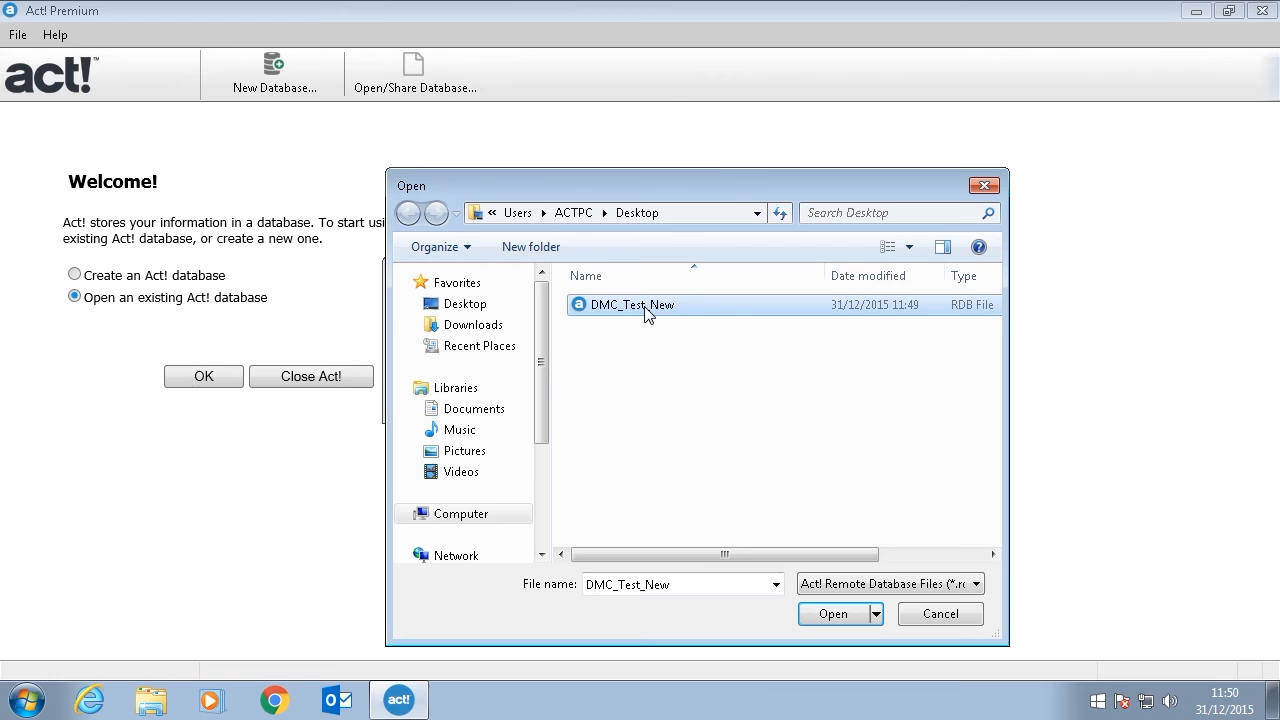 Act! Premium
File Help
act!™
New Database...
Open/Share Database...
Welcome!
Act! stores your information in a database. To start usi
existing Act! database, or create a new one.
Create an Act! database
Open an existing Act! database
OK
Close Act!
Open
« Users ▸ ACTPC ▸ Desktop
Search Desktop
Organize
New folder
Favorites
Desktop
Downloads
Recent Places
Libraries
Documents
Music
Pictures
Videos
Computer
Network
Name Date modified Type
DMC_Test_New 31/12/2015 11:49 RDB File
File name: DMC_Test_New
Act! Remote Database Files (*.rc
Open
Cancel
act!
11:50
31/12/2015